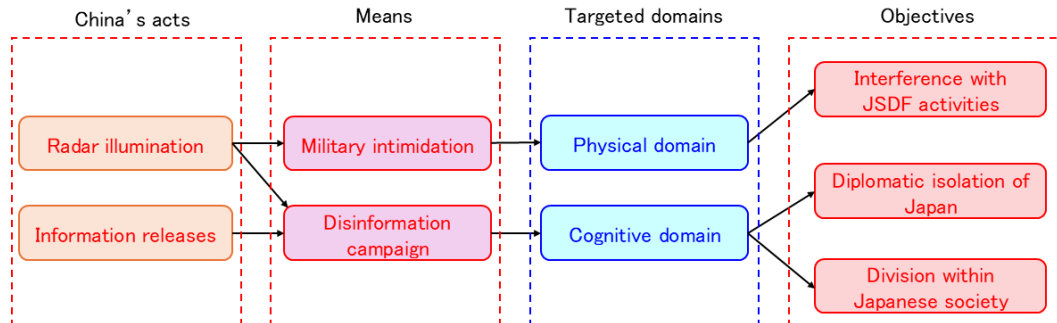 China's acts
Means
Targeted domains
Objectives
Radar illumination
Information releases
Military intimidation
Disinformation
campaign
Physical domain
Cognitive domain
Interference with
JSDF activities
Diplomatic isolation of
Japan
Division within
Japanese society